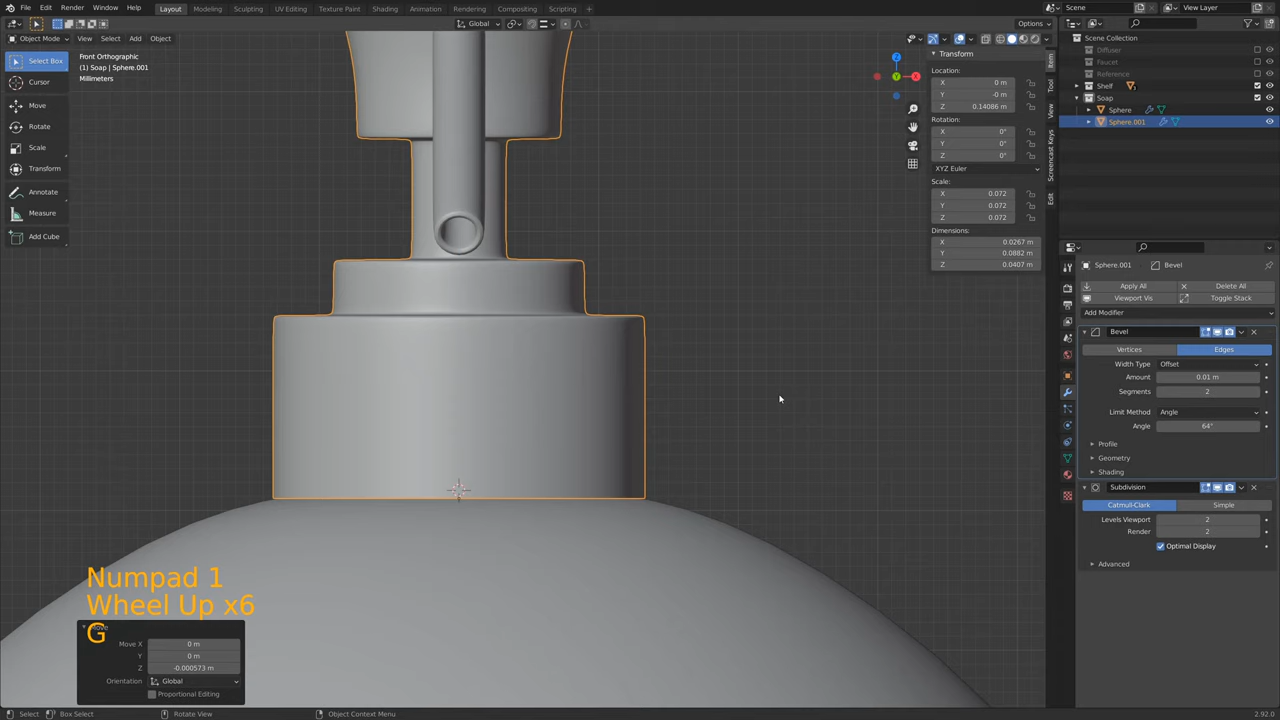 File Edit Render Window Help Layout Modeling Sculpting UV Editing Texture Paint Shading Animation Rendering Compositing Scripting Scene View Layer
Global Options
Object Mode View Select Add Object
Front Orthographic
(1) Soap | Sphere.001
Millimeters
Select Box
Cursor
Move
Rotate
Scale
Transform
Annotate
Measure
Add Cube
Transform
Location:
X 0 m
Y -0 m
Z 0.14086 m
Rotation:
X 0°
Y 0°
Z 0°
XYZ Euler
Scale:
X 0.072
Y 0.072
Z 0.072
Dimensions:
X 0.0267 m
Y 0.0882 m
Z 0.0407 m
Item
Tool
View
Screencast Keys
Edit
Scene Collection
Diffuser
Faucet
Reference
Shelf
Soap
Sphere
Sphere.001
Sphere.001 Bevel
Apply All Delete All
Viewport Vis Toggle Stack
Add Modifier
Bevel
Vertices Edges
Width Type Offset
Amount 0.01 m
Segments 2
Limit Method Angle
Angle 64°
Profile
Geometry
Shading
Subdivision
Catmull-Clark Simple
Levels Viewport 2
Render 2
Optimal Display
Advanced
Numpad 1
Wheel Up x6
G
Move
Move X 0 m
Y 0 m
Z -0.000573 m
Orientation Global
Proportional Editing
Select Box Select Rotate View Object Context Menu 2.92.0